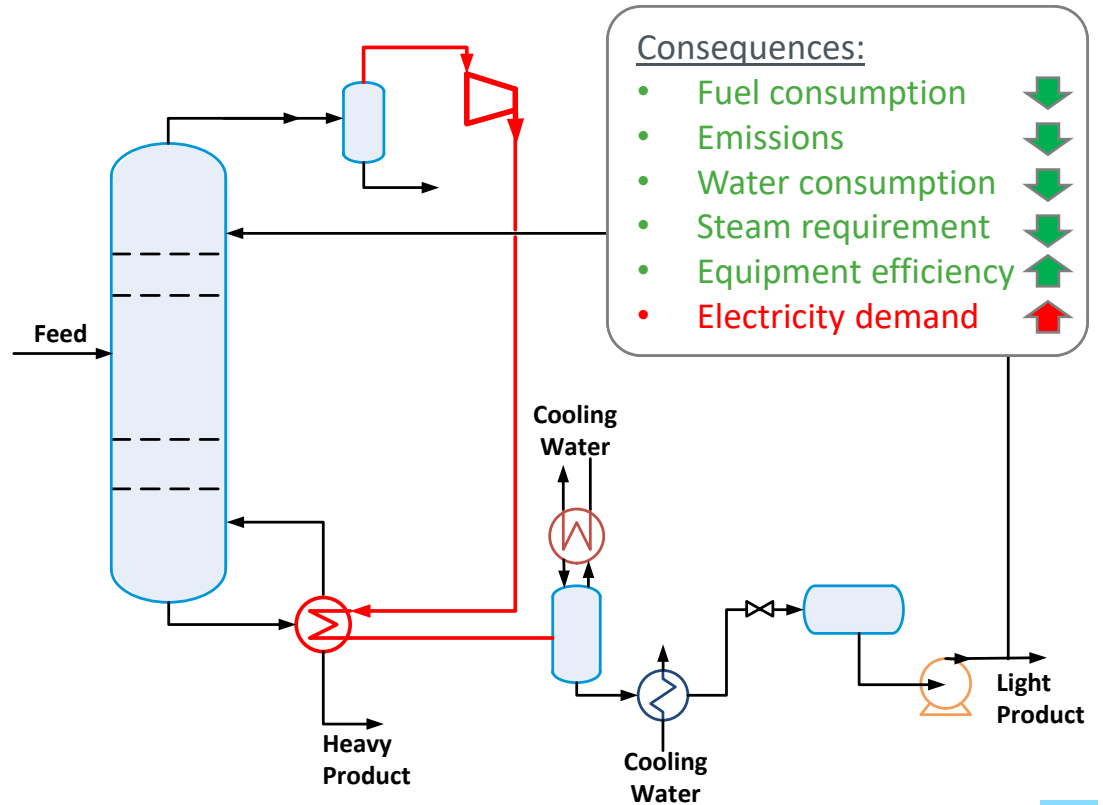 Consequences:
• Fuel consumption
• Emissions
• Water consumption
• Steam requirement
• Equipment efficiency
• Electricity demand
Feed
Cooling
Water
Heavy
Product
Cooling
Water
Light
Product